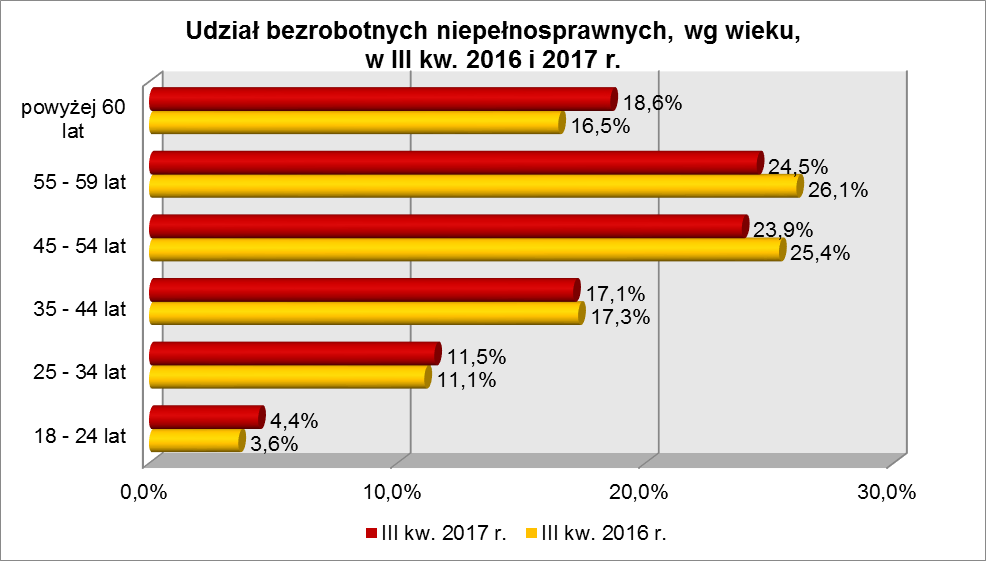 Udział bezrobotnych niepełnosprawnych, wg wieku,
w III kw. 2016 i 2017 r.
powyżej 60
lat
18,6%
16,5%
55 - 59 lat
24,5%
26,1%
45 - 54 lat
23,9%
25,4%
35 - 44 lat
17,1%
17,3%
25 - 34 lat
11,5%
11,1%
18 - 24 lat
4,4%
3,6%
0,0% 10,0% 20,0% 30,0%
III kw. 2017 r. III kw. 2016 r.